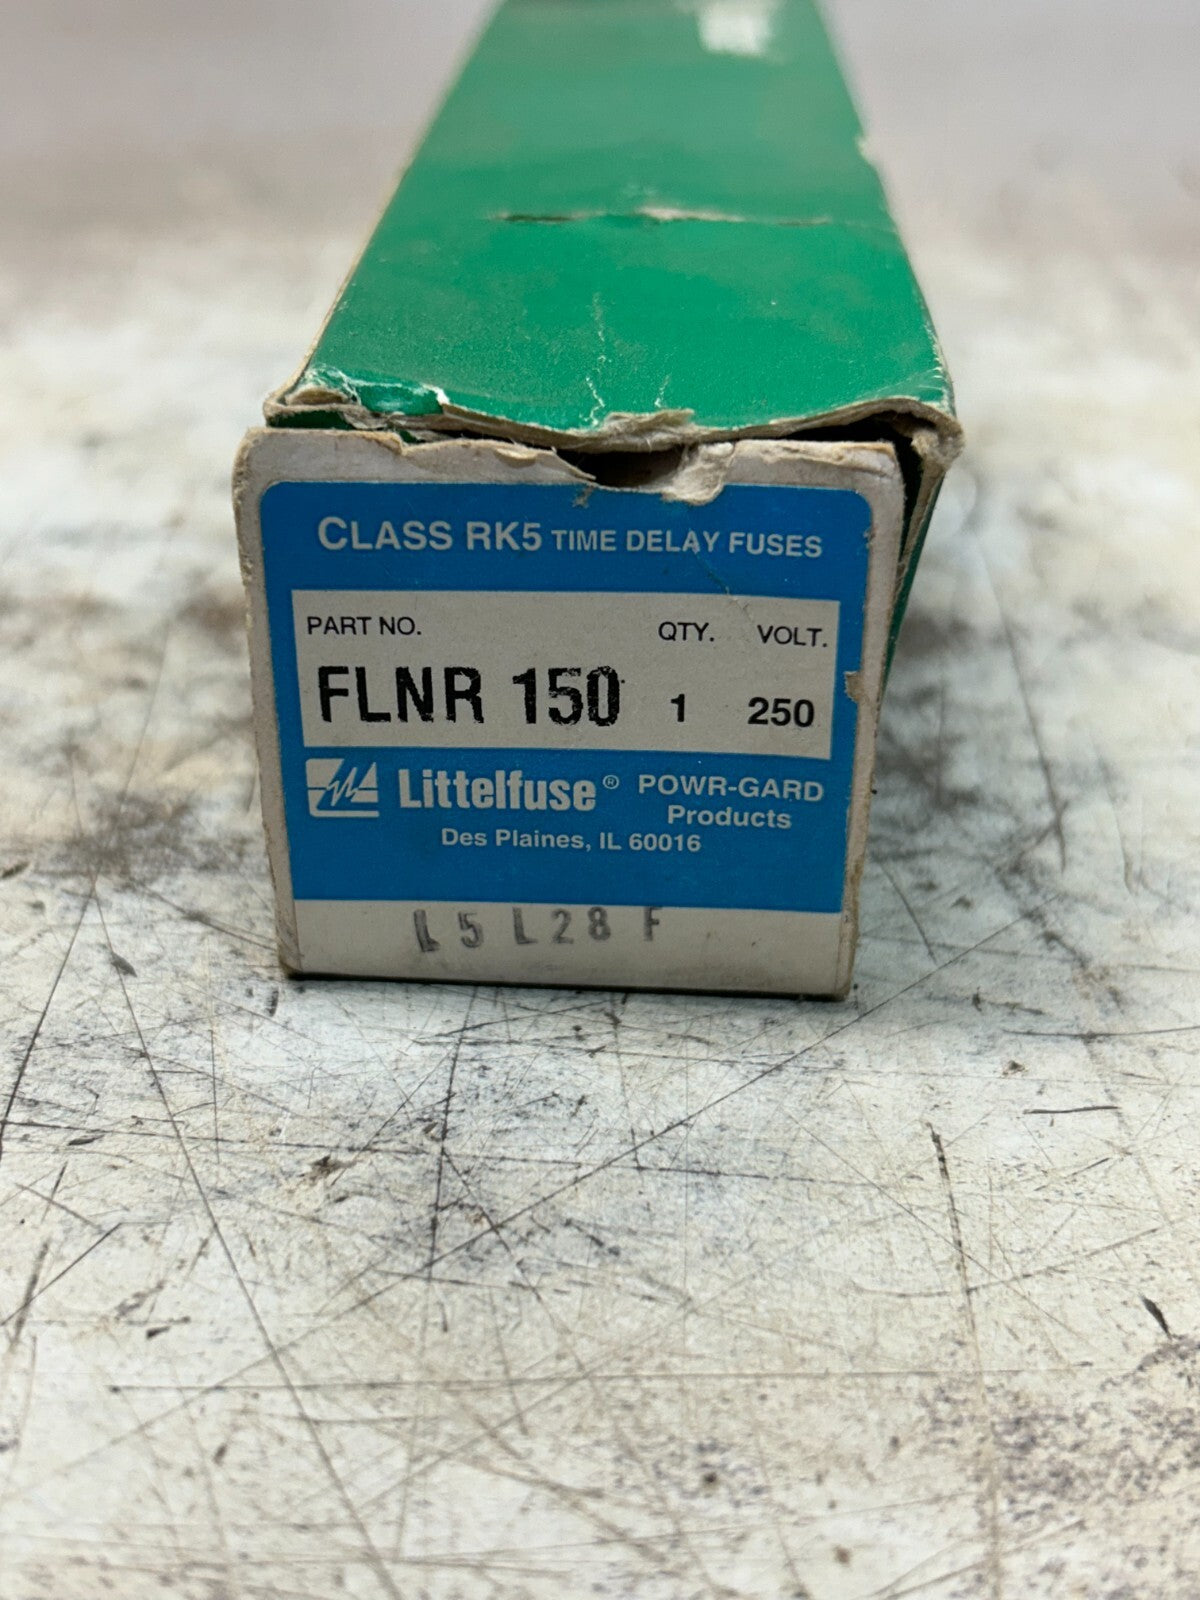 CLASS RK5 TIME DELAY FUSES
PART NO. QTY. VOLT.
FLNR 150 1 250
Littelfuse® POWR-GARD
Products
Des Plaines, IL 60016
L5L28F